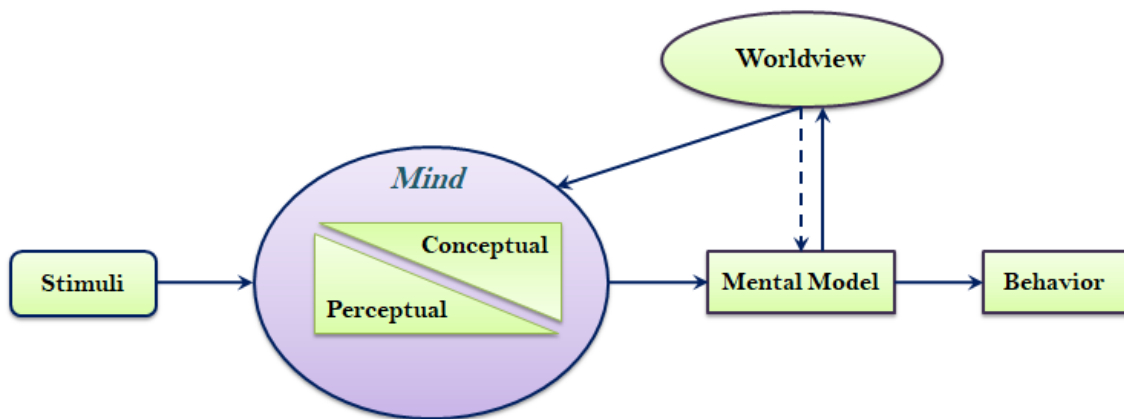 Worldview
Mind
Conceptual
Stimuli
Mental Model
Behavior
Perceptual